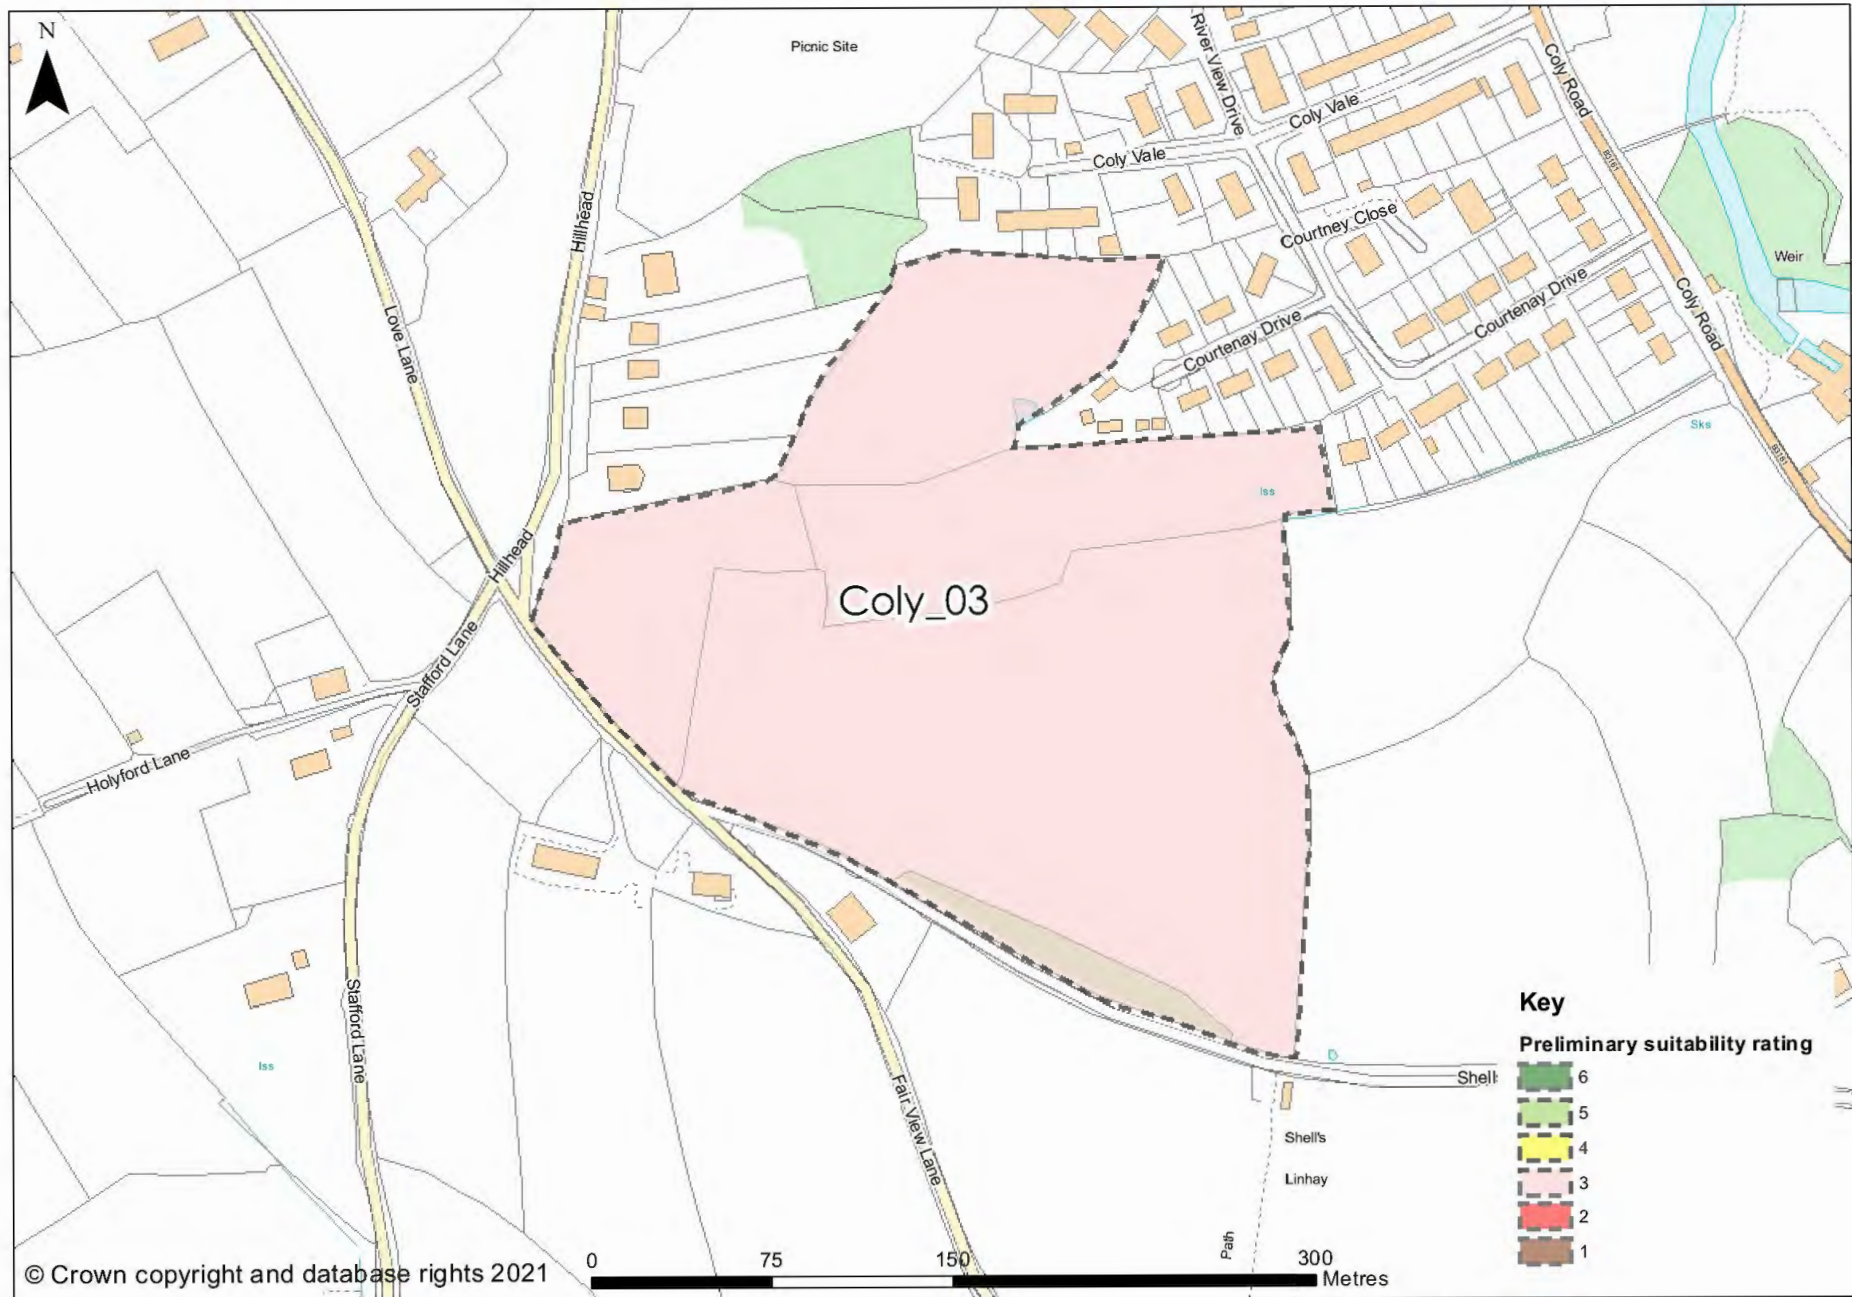 N
Picnic Site
River View Drive
Coly Vale
Coly Road
Coly Vale
B3161
Hillhead
Courtney Close
Weir
Love Lane
Courtenay Drive
Courtenay Drive
Coly Road
Sks
B3161
Iss
Hillhead
Coly_03
Stafford Lane
Holyford Lane
Stafford Lane
Iss
Fair View Lane
D
Shell
Shell's
Linhay
Path
Key
Preliminary suitability rating
6
5
4
3
2
1
© Crown copyright and database rights 2021
0 75 150 300
Metres